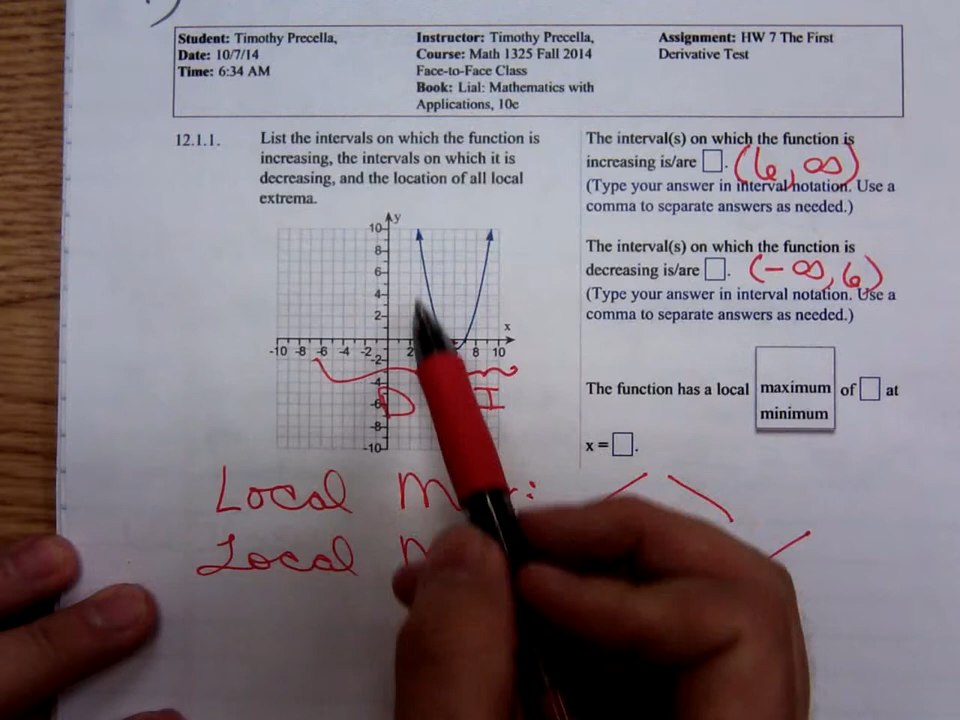 Student: Timothy Precella,
Date: 10/7/14
Time: 6:34 AM
Instructor: Timothy Precella,
Course: Math 1325 Fall 2014
Face-to-Face Class
Book: Lial: Mathematics with
Applications, 10e
Assignment: HW 7 The First
Derivative Test
12.1.1.
List the intervals on which the function is
increasing, the intervals on which it is
decreasing, and the location of all local
extrema.
y
10
8
6
4
2
x
-10 -8 -6 -4 -2 2 8 10
-2
-4
-6
-8
-10
D I
The interval(s) on which the function is
increasing is/are . (6, ∞)
(Type your answer in interval notation. Use a
comma to separate answers as needed.)
The interval(s) on which the function is
decreasing is/are . (-∞, 6)
(Type your answer in interval notation. Use a
comma to separate answers as needed.)
The function has a local maximum
minimum of at
x = .
Local
Local